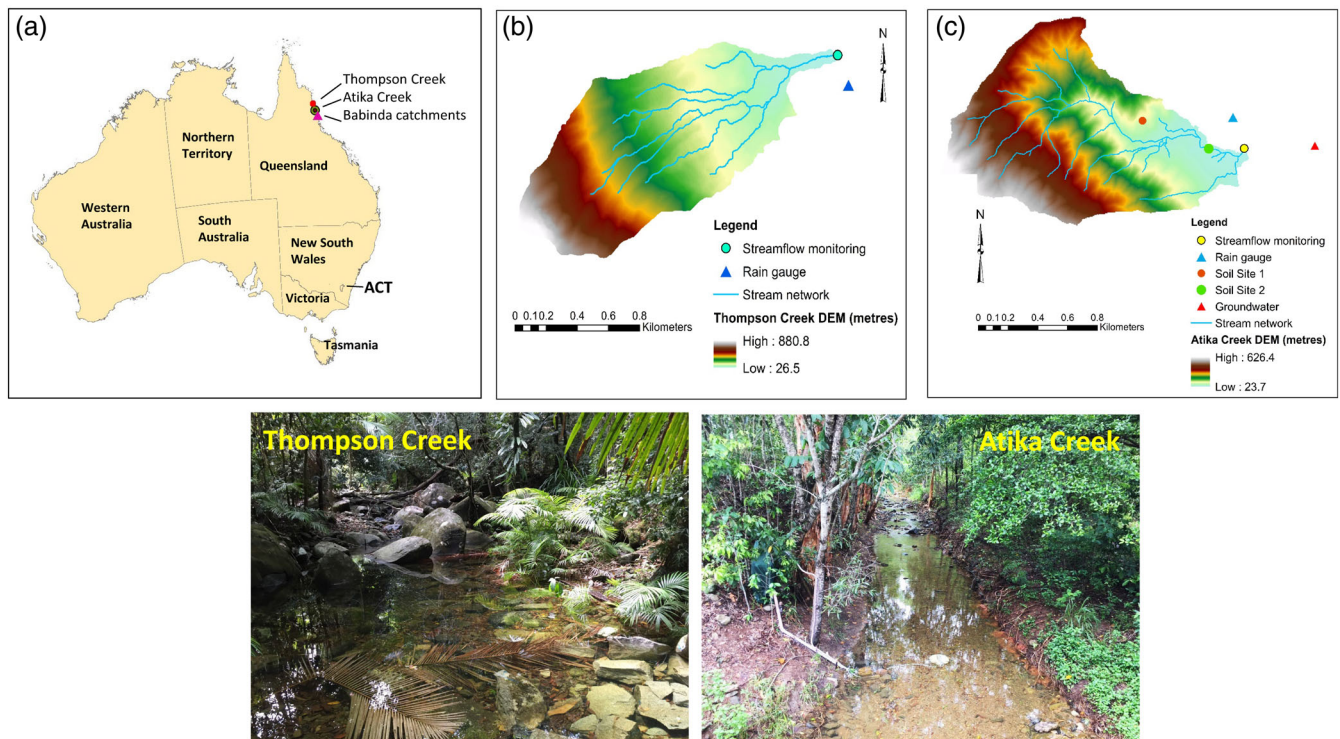 (a)
Thompson Creek
Atika Creek
Babinda catchments
Northern
Territory
Queensland
Western
Australia
South
Australia
New South
Wales
ACT
Victoria
Tasmania
(b)
N
Legend
Streamflow monitoring
Rain gauge
Stream network
0 0.1 0.2 0.4 0.6 0.8
Kilometers
Thompson Creek DEM (metres)
High : 880.8
Low : 26.5
(c)
N
Legend
Streamflow monitoring
Rain gauge
Soil Site 1
Soil Site 2
Groundwater
Stream network
0 0.1 0.2 0.4 0.6 0.8
Kilometers
Atika Creek DEM (metres)
High : 626.4
Low : 23.7
Thompson Creek
Atika Creek